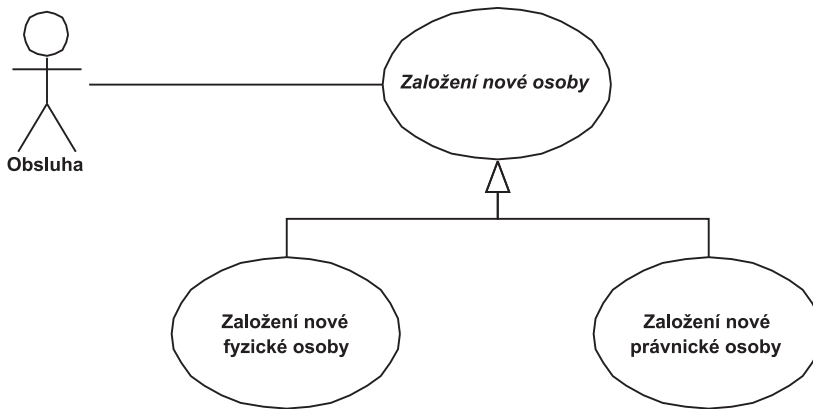 Založení nové osoby
Obsluha
Založení nové
fyzické osoby
Založení nové
právnické osoby